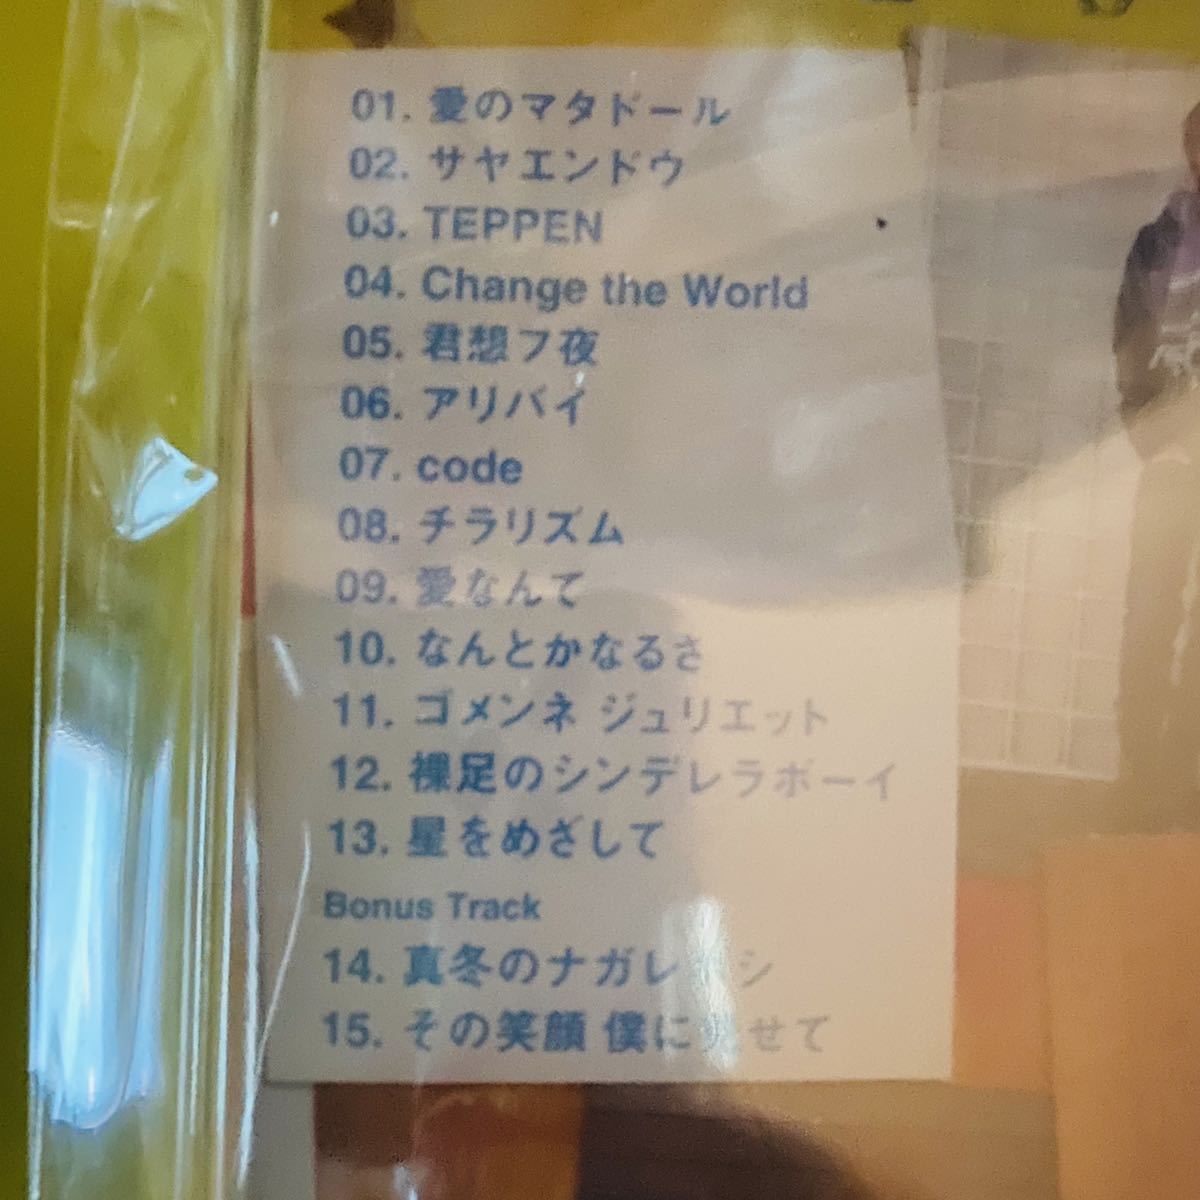 01. 愛のマタドール
02. サヤエンドウ
03. TEPPEN
04. Change the World
05. 君想フ夜
06. アリバイ
07. code
08. チラリズム
09. 愛なんて
10. なんとかなるさ
11. ゴメンネ ジュリエット
12. 裸足のシンデレラボーイ
13. 星をめざして
Bonus Track
14. 真冬のナガレ シ
15. その笑顔 僕に せて